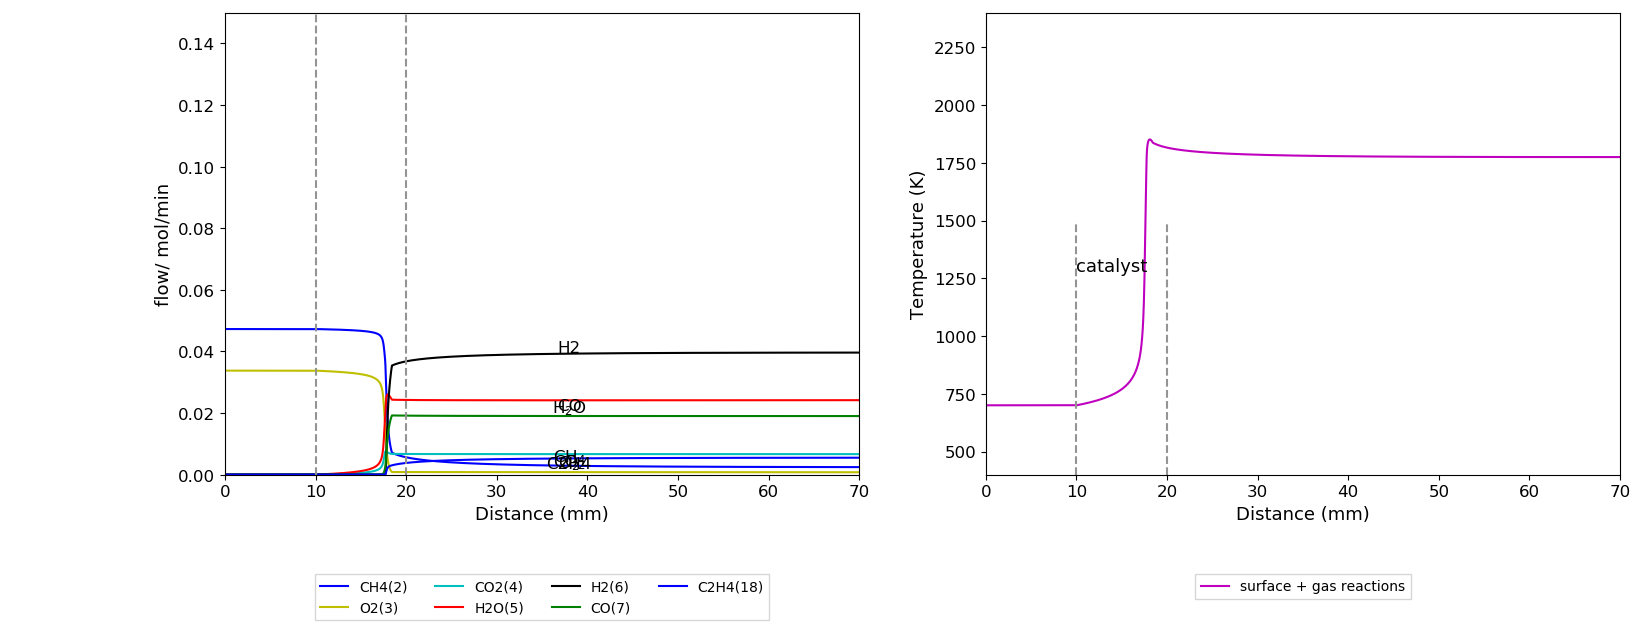 0.14
0.12
0.10
0.08
0.06
0.04
0.02
0.00
flow/ mol/min
0 10 20 30 40 50 60 70
Distance (mm)
H2
CO
H₂O
CH4(2) CO2(4) H2(6) C2H4(18)
O2(3) H2O(5) CO(7)
2250
2000
1750
1500
1250
1000
750
500
Temperature (K)
catalyst
0 10 20 30 40 50 60 70
Distance (mm)
surface + gas reactions